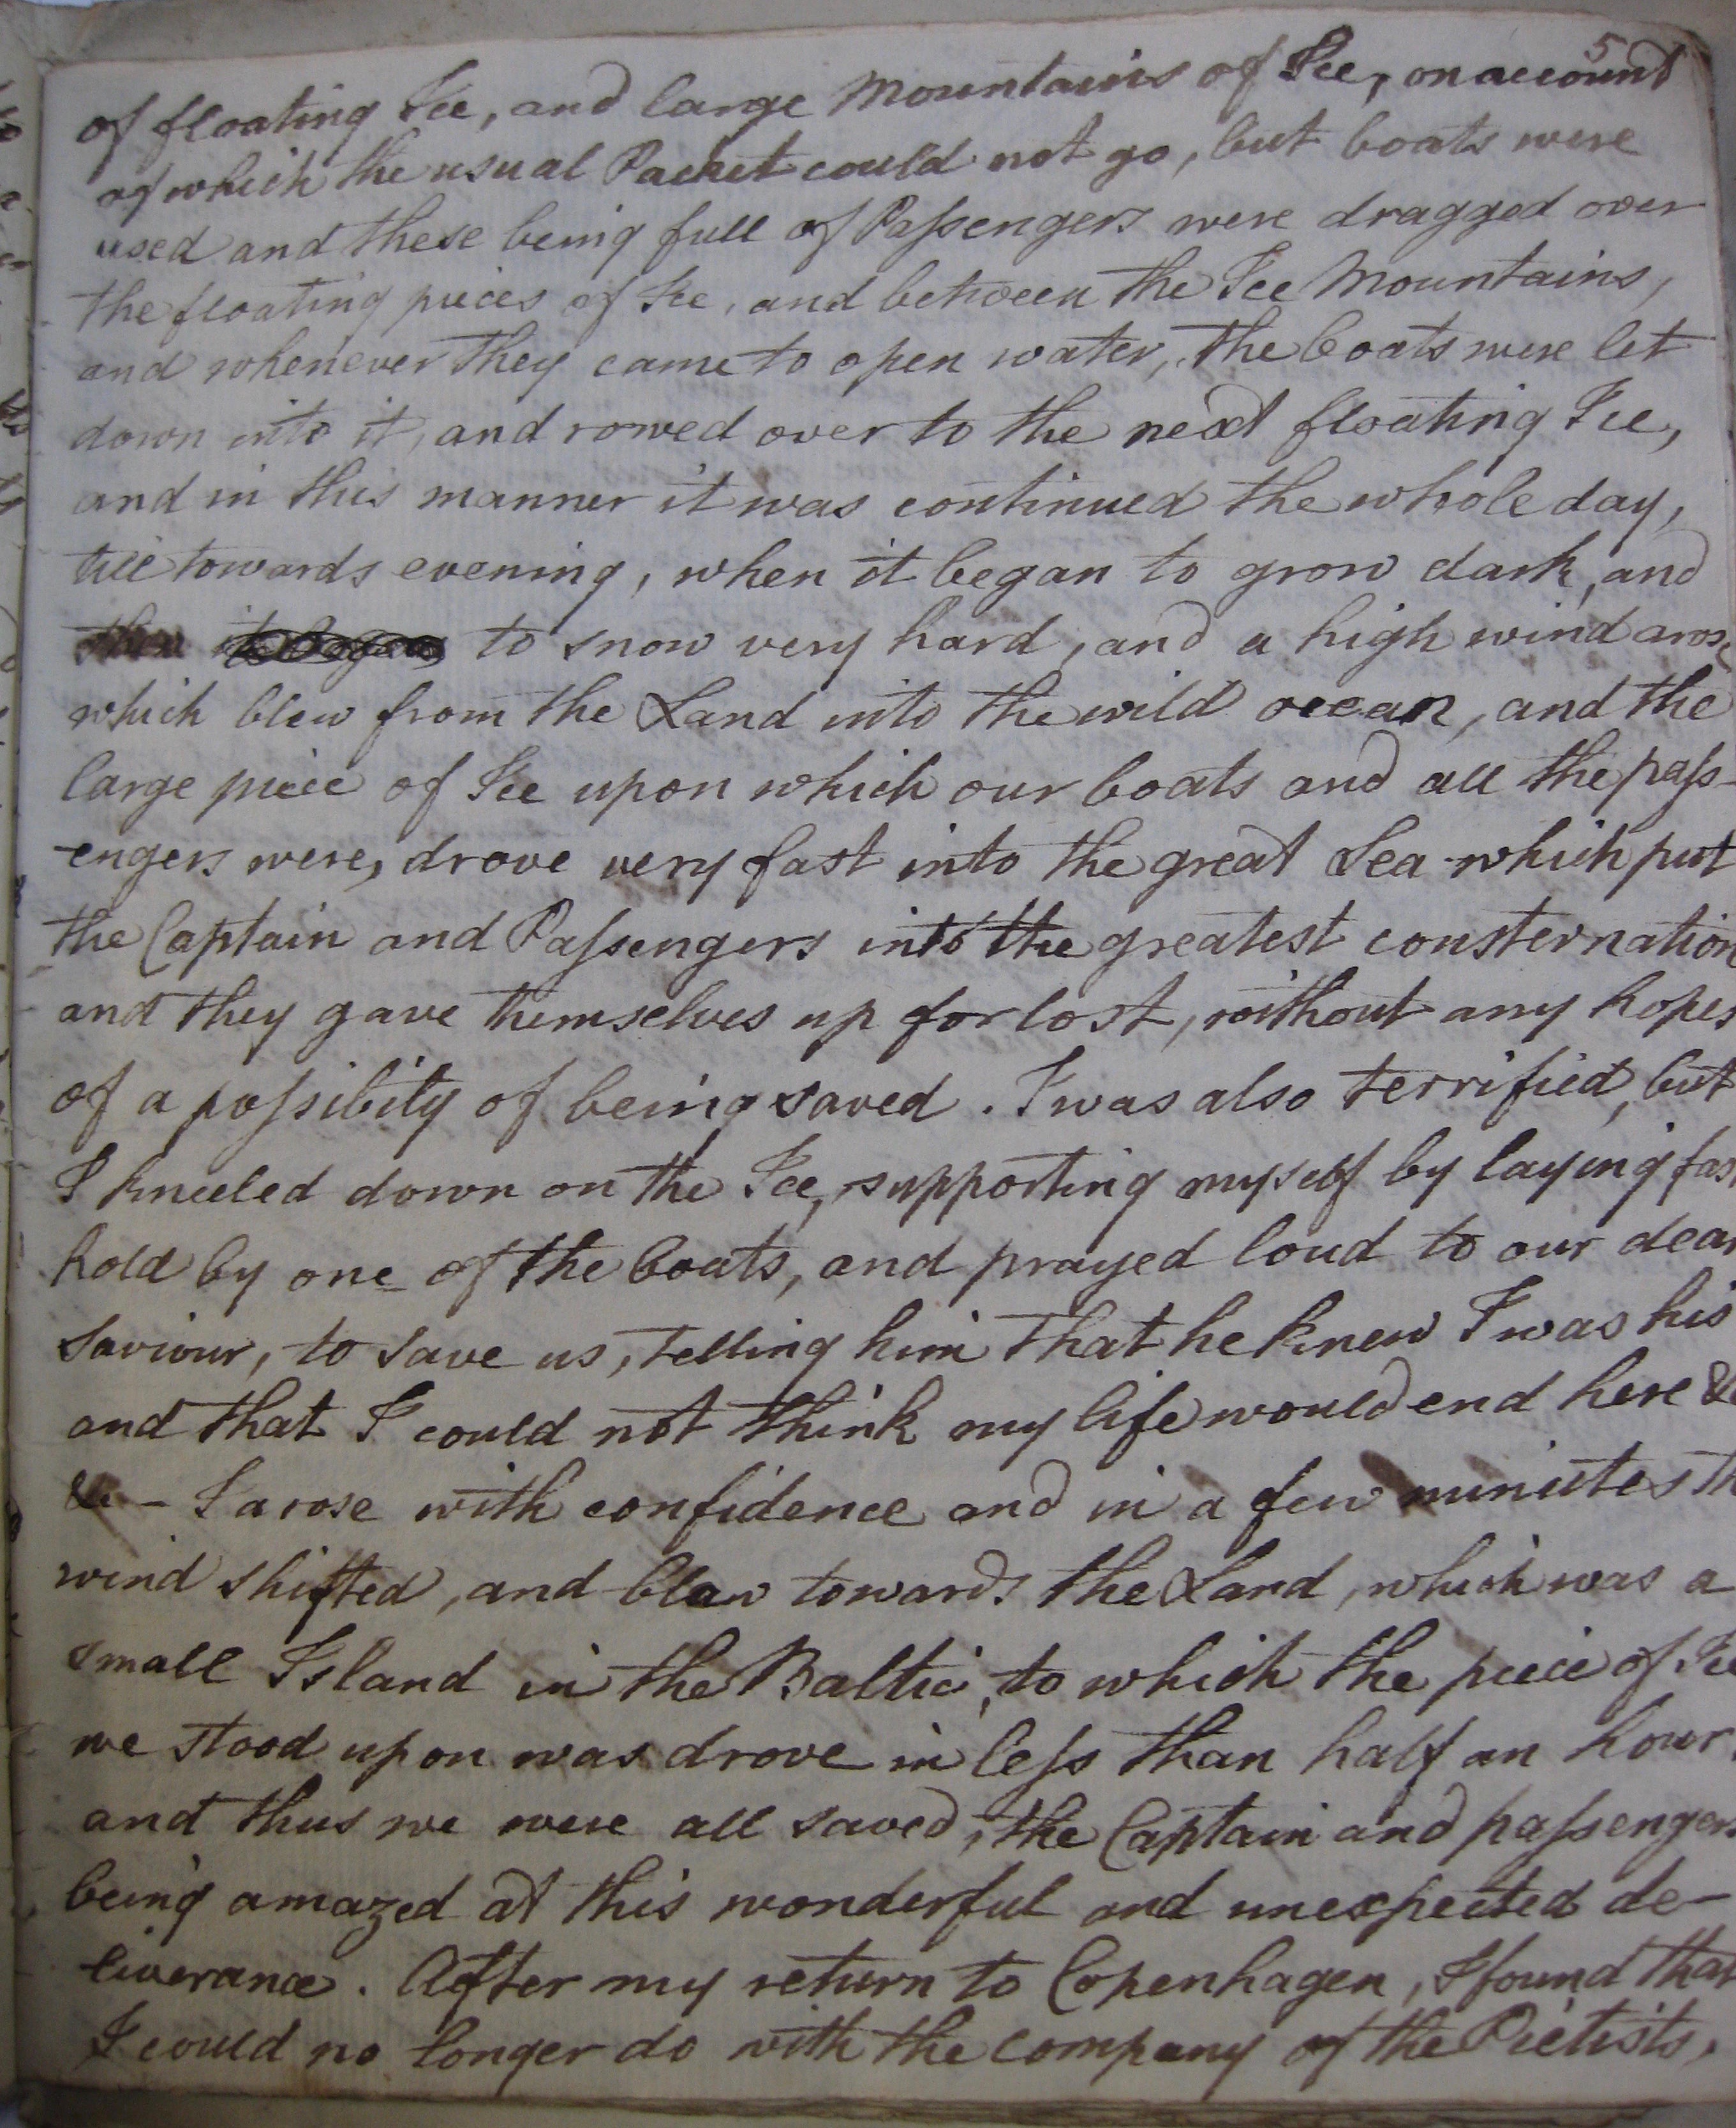 5
of floating Ice, and large Mountains of Ice, on account
of which the usual Packet could not go, but boats were
used and these being full of Paſsengers were dragged over
the floating pieces of Ice, and between the Ice Mountains,
and whenever they came to open water, the boats were let
down into it, and rowed over to the next floating Ice,
and in this manner it was continued the whole day,
till towards evening, when it began to grow dark, and
to snow very hard, and a high wind arose
which blew from the Land into the wild ocean, and the
large piece of Ice upon which our boats and all the paſs-
-engers were, drove very fast into the great Sea which put
the Captain and Paſsengers into the greatest consternation
and they gave themselves up for lost, without any hopes
of a poſsibility of being saved. I was also terrified, but
I kneeled down on the Ice, supporting myself by laying fast
hold by one of the boats, and prayed loud to our dear
Saviour, to save us, telling him that he knew I was his
and that I could not think my life would end here &c
&c - I arose with confidence and in a few minutes the
wind shifted, and blew towards the Land, which was a
small Island in the Baltic, to which the piece of Ice
we stood upon was drove in leſs than half an hour
and thus we were all saved, the Captain and paſsengers
being amazed at this wonderful and unexpected de-
liverance. After my return to Copenhagen, I found that
I could no longer do with the company of the Pietists,